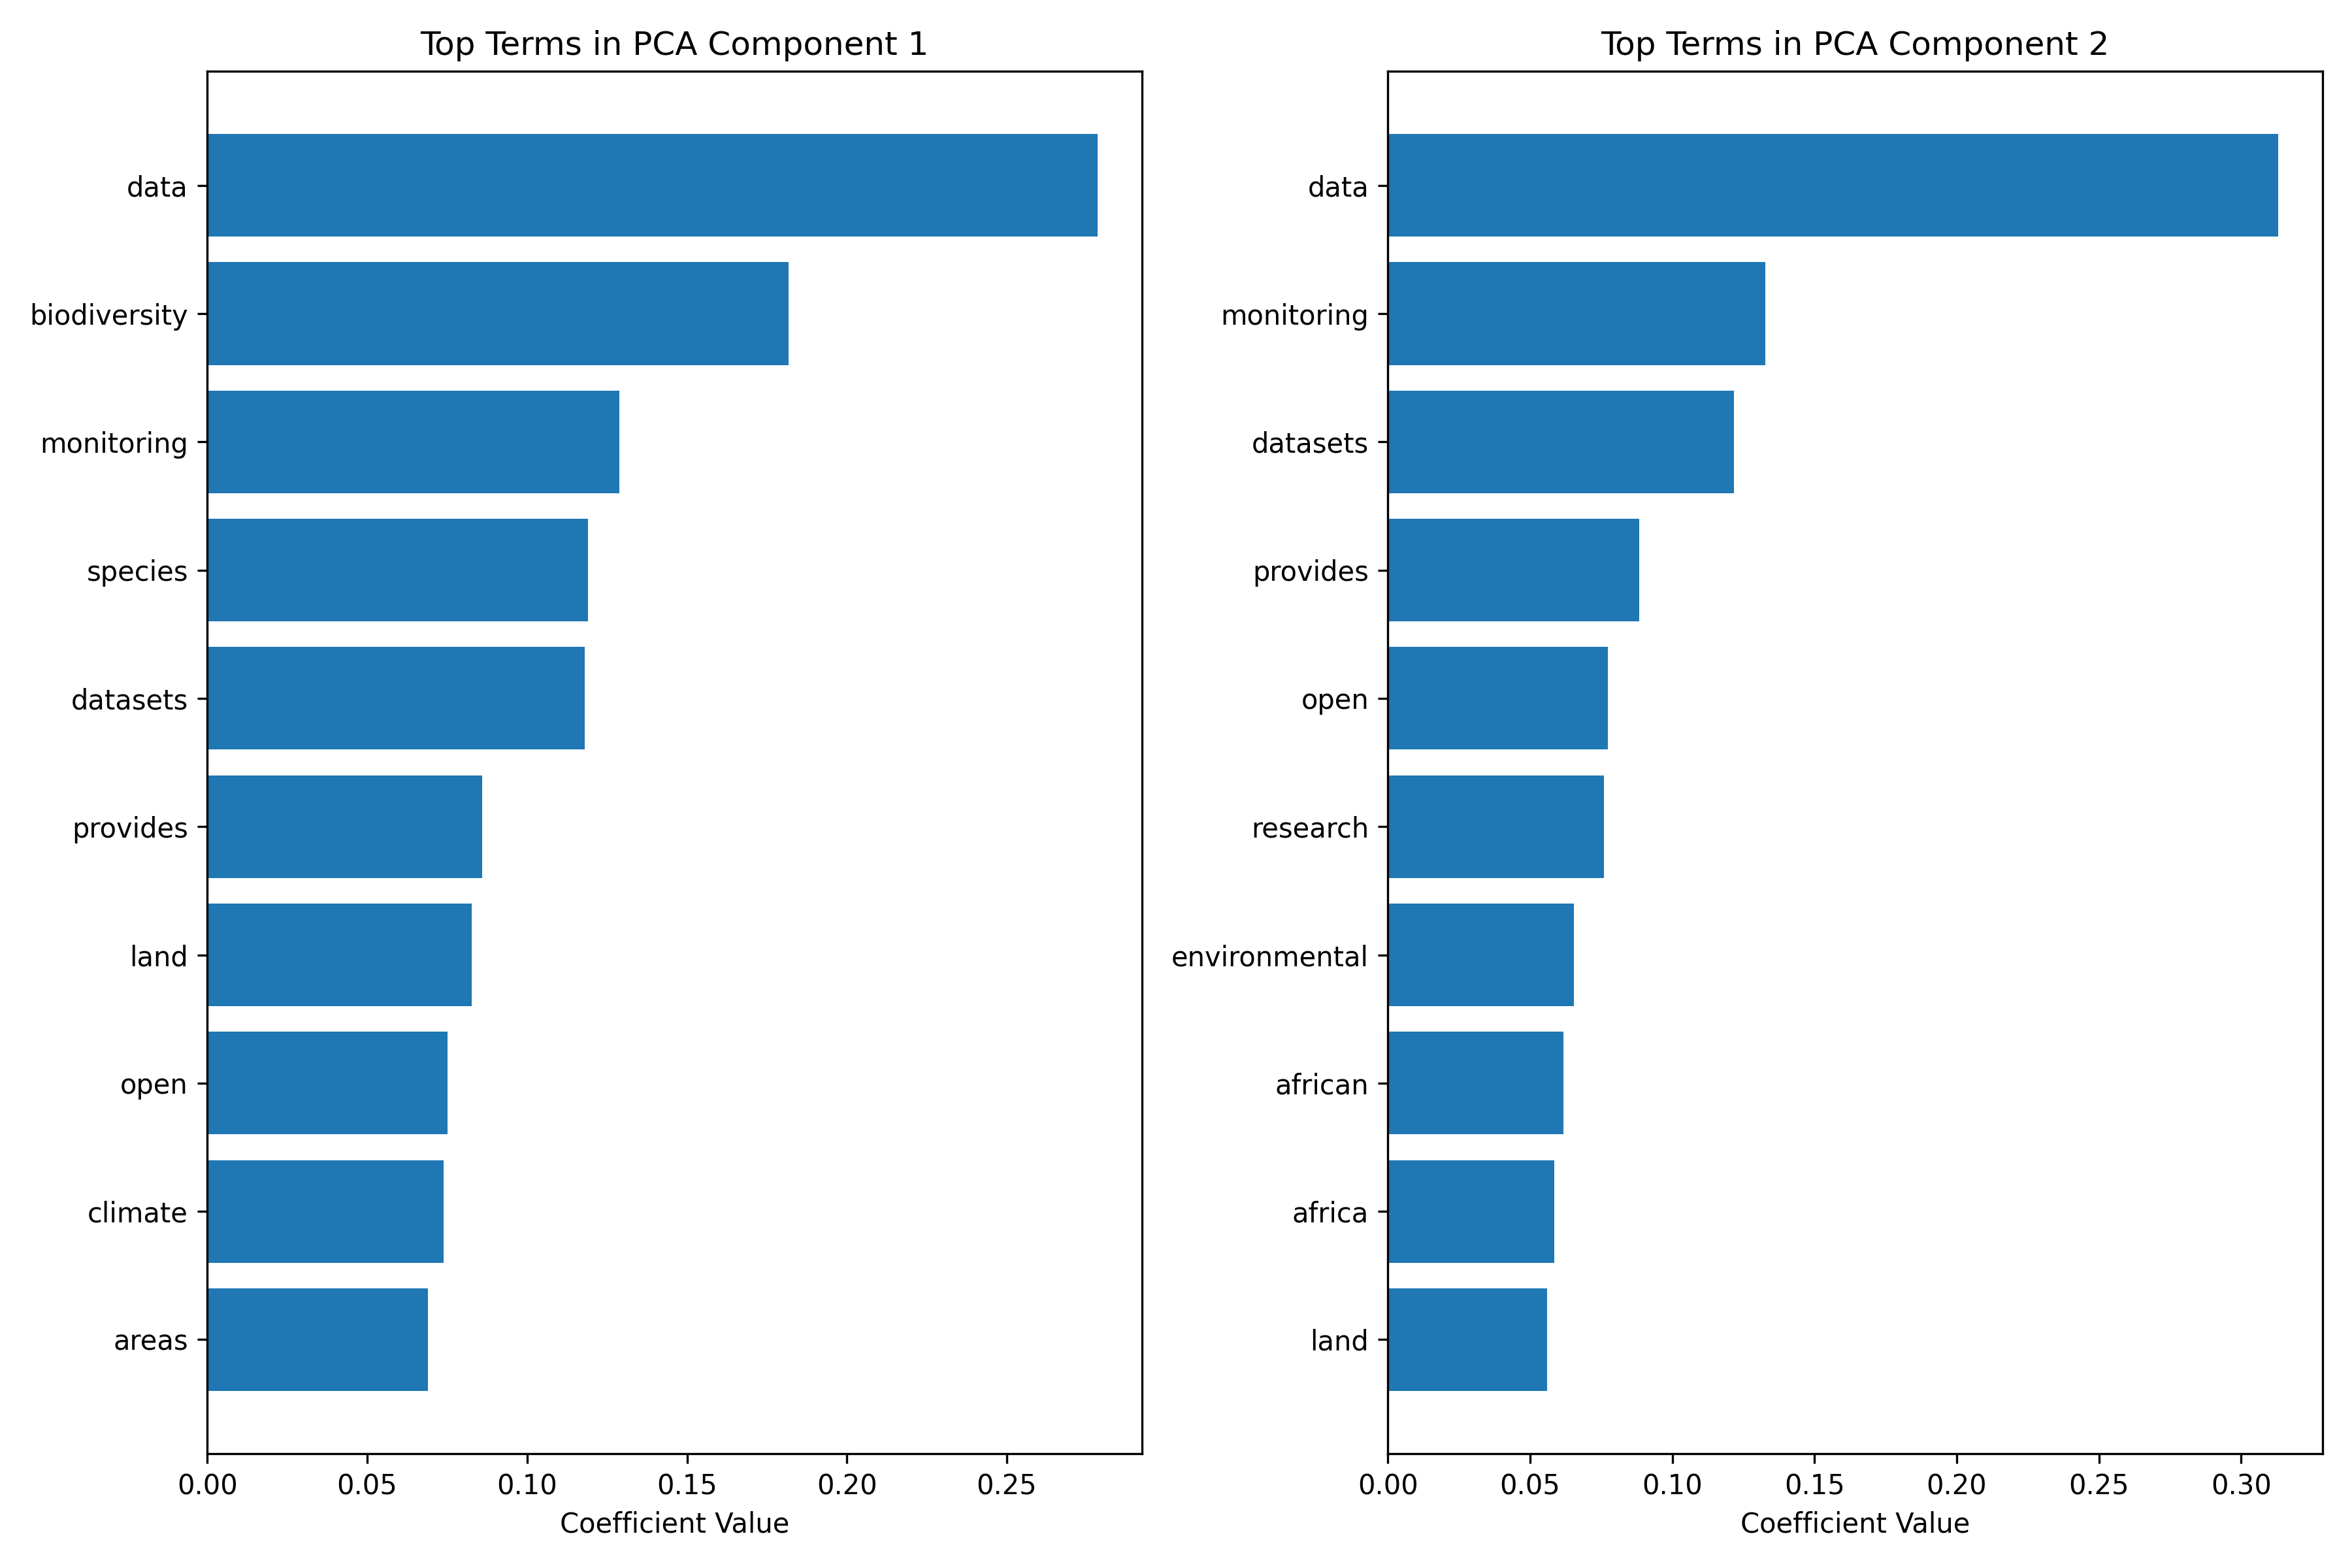 Top Terms in PCA Component 1
data
biodiversity
monitoring
species
datasets
provides
land
open
climate
areas
0.00 0.05 0.10 0.15 0.20 0.25
Coefficient Value
Top Terms in PCA Component 2
data
monitoring
datasets
provides
open
research
environmental
african
africa
land
0.00 0.05 0.10 0.15 0.20 0.25 0.30
Coefficient Value